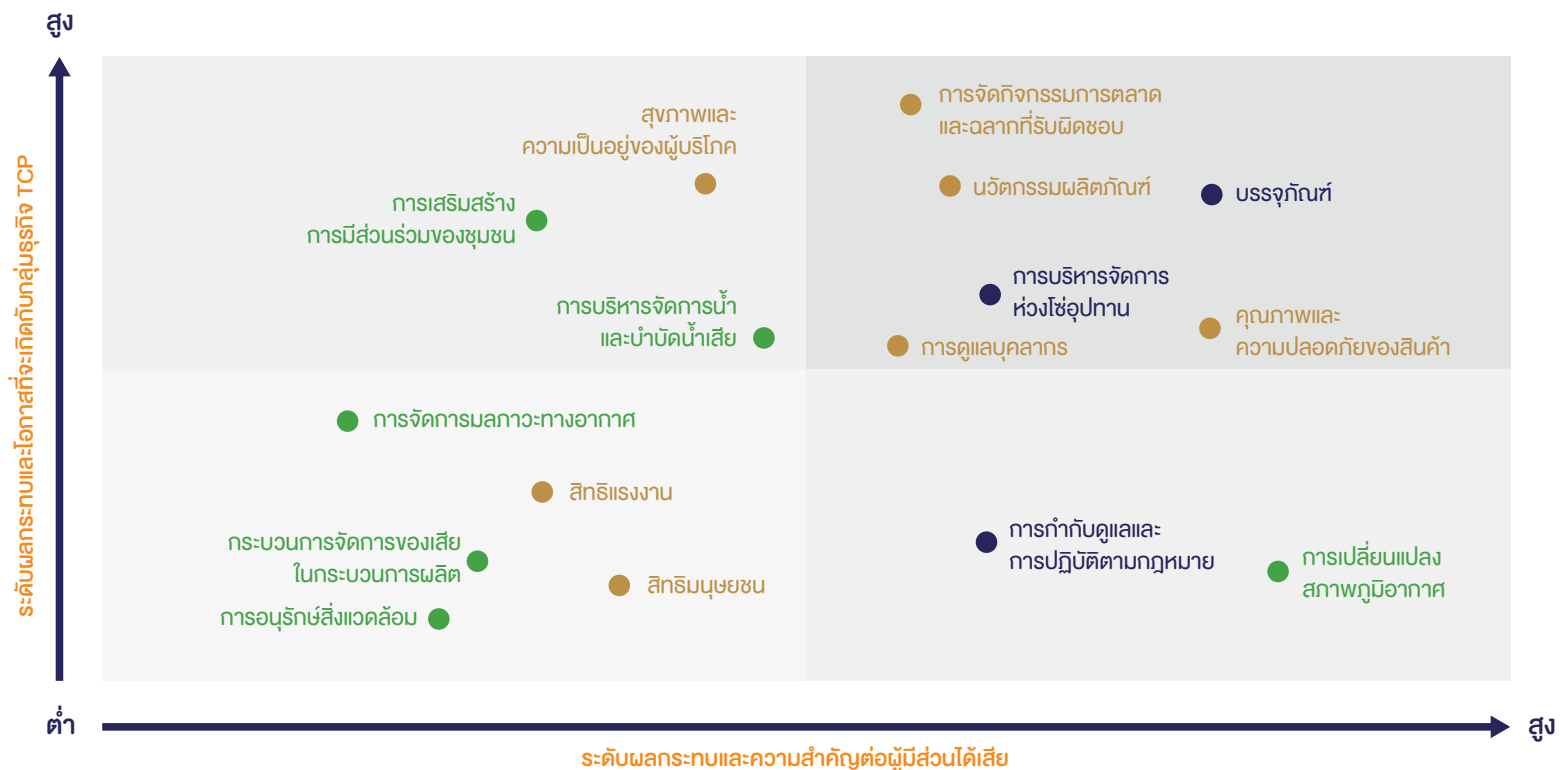 สูง
ระดับผลกระทบและโอกาสที่จะเกิดกับกลุ่มธุรกิจ TCP
สุขภาพและ
ความเป็นอยู่ของผู้บริโภค
การเสริมสร้าง
การมีส่วนร่วมของชุมชน
การบริหารจัดการน้ำ
และบำบัดน้ำเสีย
การจัดกิจกรรมการตลาด
และฉลากที่รับผิดชอบ
นวัตกรรมผลิตภัณฑ์
บรรจุภัณฑ์
การบริหารจัดการ
ห่วงโซ่อุปทาน
คุณภาพและ
ความปลอดภัยของสินค้า
การดูแลบุคลากร
การจัดการมลภาวะทางอากาศ
สิทธิแรงงาน
กระบวนการจัดการของเสีย
ในกระบวนการผลิต
สิทธิมนุษยชน
การอนุรักษ์สิ่งแวดล้อม
การกำกับดูแลและ
การปฏิบัติตามกฎหมาย
การเปลี่ยนแปลง
สภาพภูมิอากาศ
ต่ำ
สูง
ระดับผลกระทบและความสำคัญต่อผู้มีส่วนได้เสีย